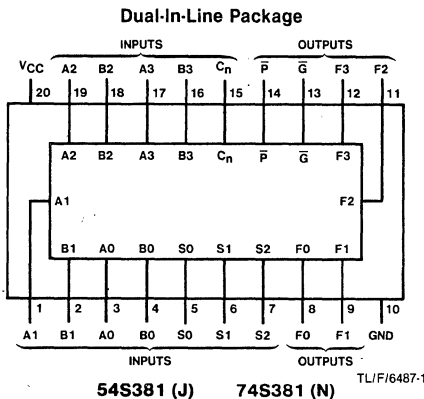 Dual-In-Line Package
INPUTS OUTPUTS
VCC A2 B2 A3 B3 Cn P̅ G̅ F3 F2
20 19 18 17 16 15 14 13 12 11
A2 B2 A3 B3 Cn P̅ G̅ F3
A1 F2
B1 A0 B0 S0 S1 S2 F0 F1
1 2 3 4 5 6 7 8 9 10
A1 B1 A0 B0 S0 S1 S2 F0 F1 GND
INPUTS OUTPUTS
TL/F/6487-1
54S381 (J) 74S381 (N)